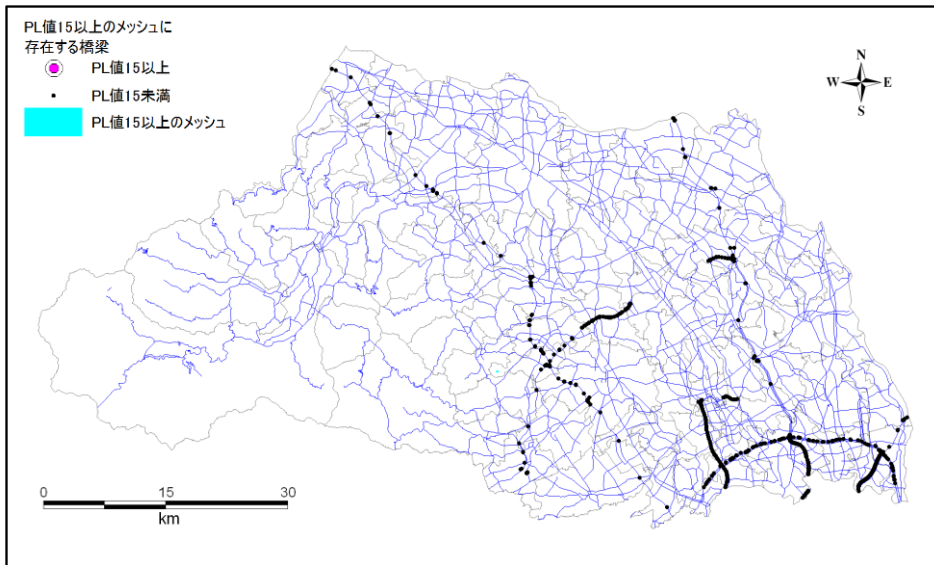 PL値15以上のメッシュに
存在する橋梁
PL値15以上
PL値15未満
PL値15以上のメッシュ
N
W E
S
0 15 30
km